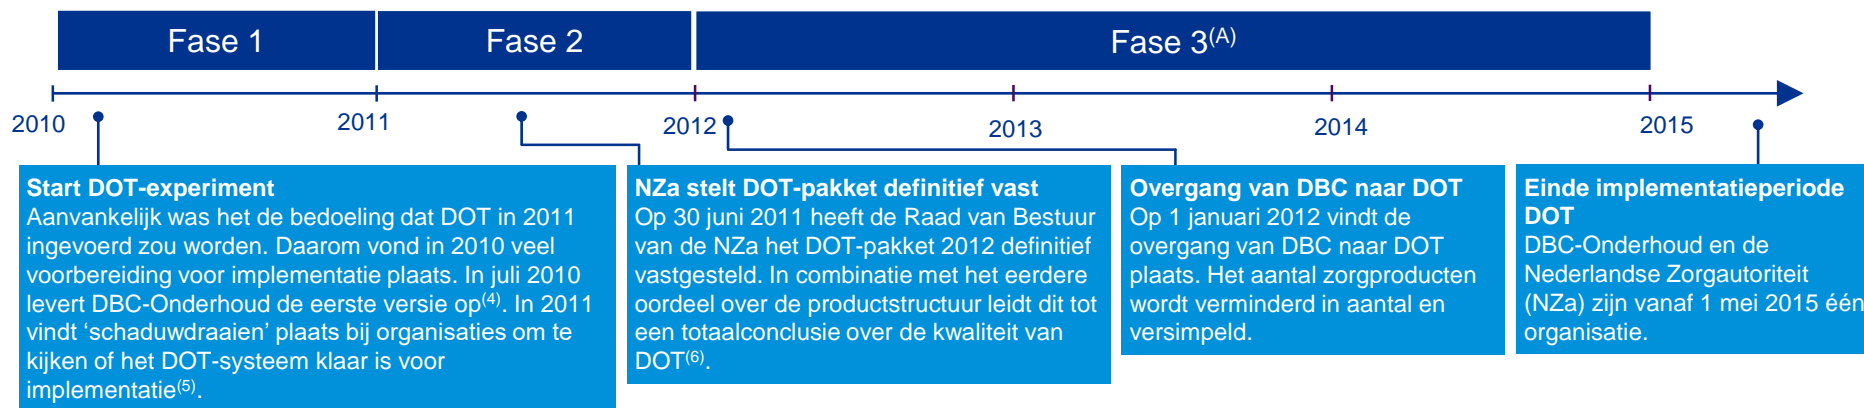 Fase 1
Fase 2
Fase 3(A)
2010
2011
2012
2013
2014
2015
Start DOT-experiment
Aanvankelijk was het de bedoeling dat DOT in 2011
ingevoerd zou worden. Daarom vond in 2010 veel
voorbereiding voor implementatie plaats. In juli 2010
levert DBC-Onderhoud de eerste versie op(4). In 2011
vindt ‘schaduwdraaien’ plaats bij organisaties om te
kijken of het DOT-systeem klaar is voor
implementatie(5).
NZa stelt DOT-pakket definitief vast
Op 30 juni 2011 heeft de Raad van Bestuur
van de NZa het DOT-pakket 2012 definitief
vastgesteld. In combinatie met het eerdere
oordeel over de productstructuur leidt dit tot
een totaalconclusie over de kwaliteit van
DOT(6).
Overgang van DBC naar DOT
Op 1 januari 2012 vindt de
overgang van DBC naar DOT
plaats. Het aantal zorgproducten
wordt verminderd in aantal en
versimpeld.
Einde implementatieperiode
DOT
DBC-Onderhoud en de
Nederlandse Zorgautoriteit
(NZa) zijn vanaf 1 mei 2015 één
organisatie.